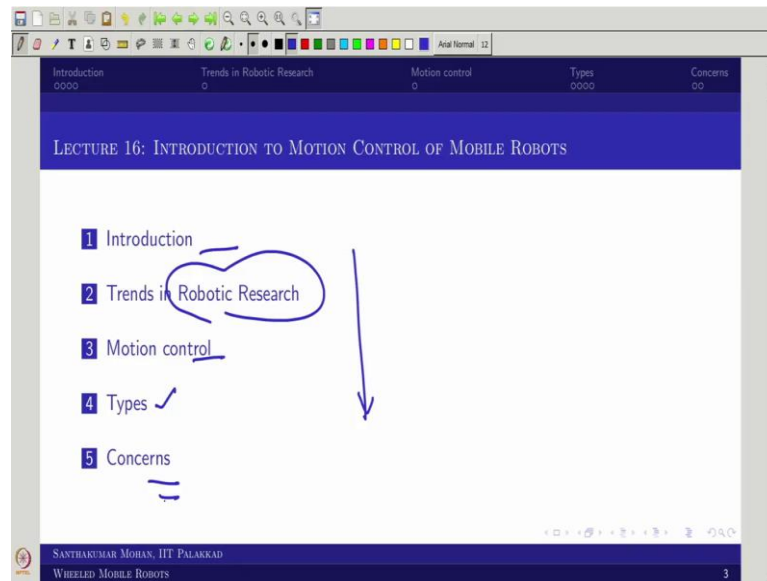 Arial Normal 12
Introduction Trends in Robotic Research Motion control Types Concerns
LECTURE 16: INTRODUCTION TO MOTION CONTROL OF MOBILE ROBOTS
1 Introduction
2 Trends in Robotic Research
3 Motion control
4 Types
5 Concerns
SANTHAKUMAR MOHAN, IIT PALAKKAD
WHEELED MOBILE ROBOTS 3